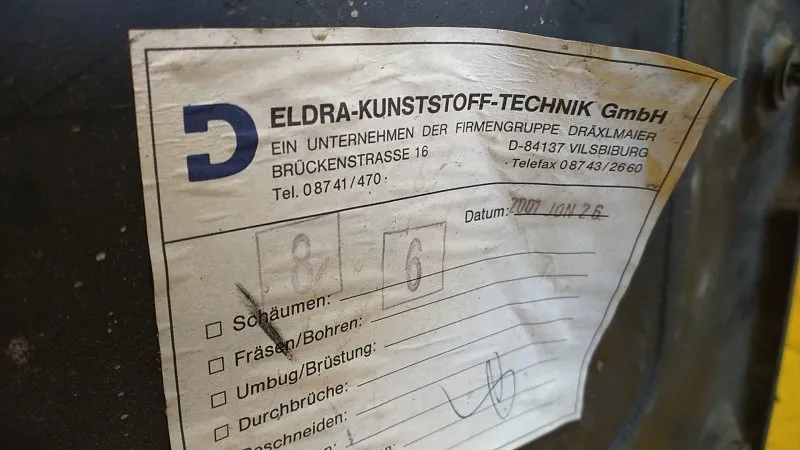 ELDRA-KUNSTSTOFF-TECHNIK GmbH
EIN UNTERNEHMEN DER FIRMENGRUPPE DRÄXLMAIER
BRÜCKENSTRASSE 16 D-84137 VILSBIBURG
Tel. 08741/470 · Telefax 08743/2660
Datum: 2001 JUN 26
8
6
Schäumen:
Fräsen/Bohren:
Umbug/Brüstung:
Durchbrüche:
Beschneiden: